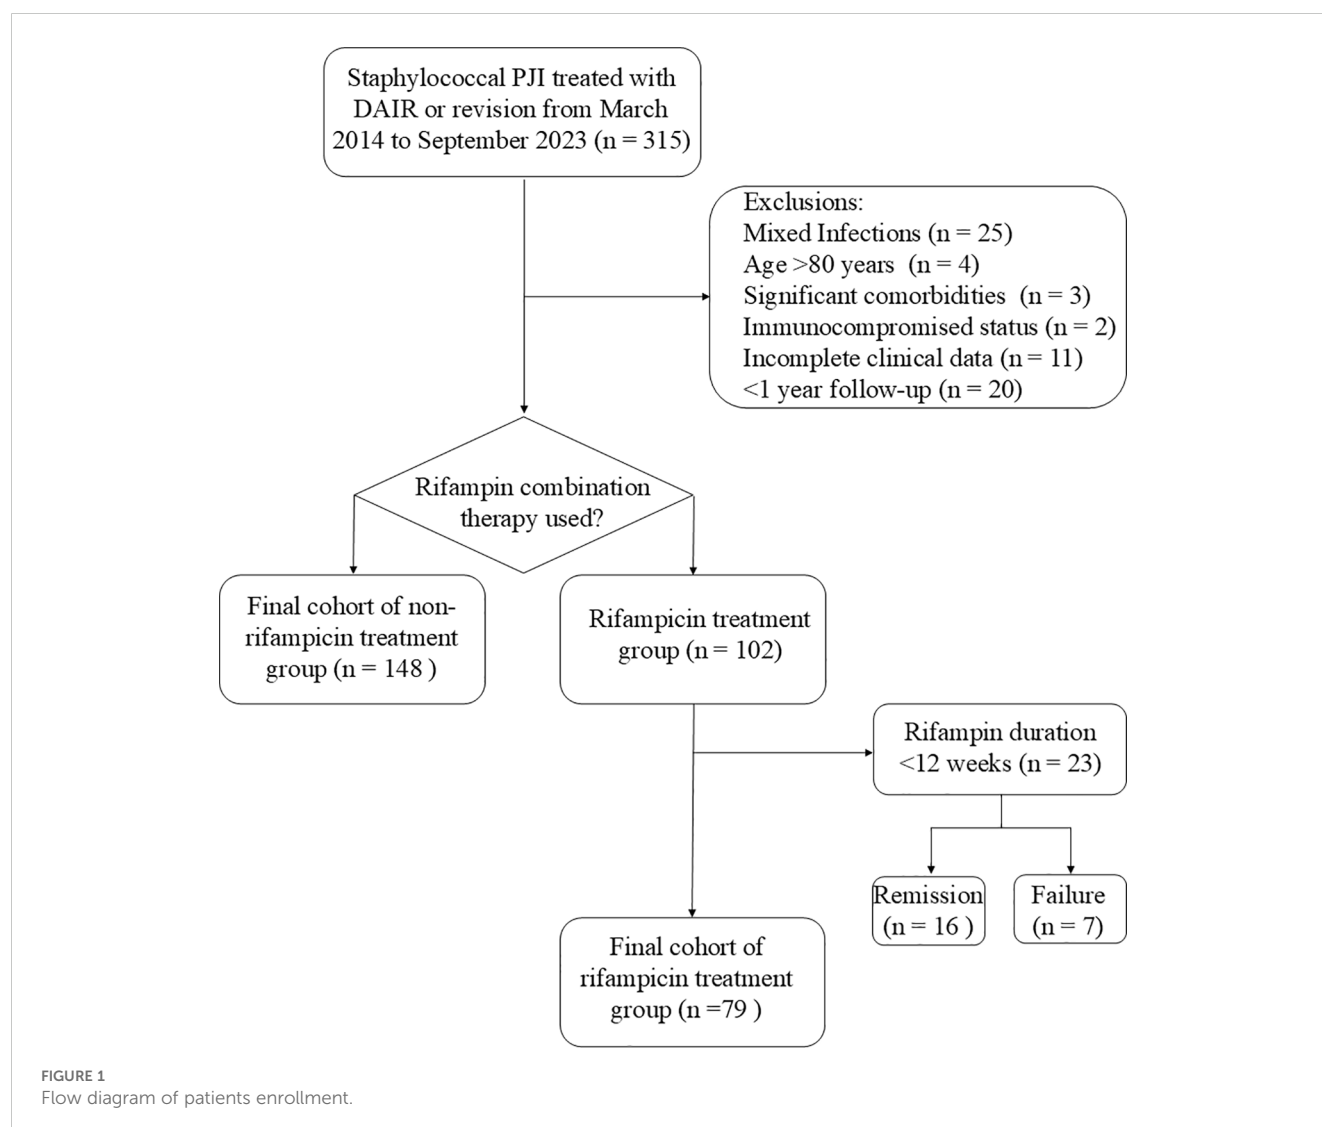 Staphylococcal PJI treated with
DAIR or revision from March
2014 to September 2023 (n = 315)
Exclusions:
Mixed Infections (n = 25)
Age >80 years (n = 4)
Significant comorbidities (n = 3)
Immunocompromised status (n = 2)
Incomplete clinical data (n = 11)
<1 year follow-up (n = 20)
Rifampin combination
therapy used?
Final cohort of non-
rifampicin treatment
group (n = 148 )
Rifampicin treatment
group (n = 102)
Rifampin duration
<12 weeks (n = 23)
Remission
(n = 16 )
Failure
(n = 7)
Final cohort of
rifampicin treatment
group (n =79 )
FIGURE 1
Flow diagram of patients enrollment.